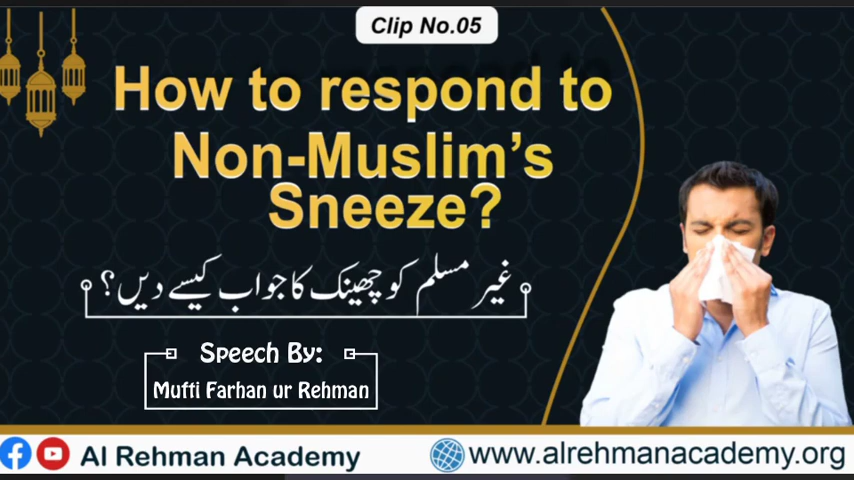 Clip No.05
How to respond to
Non-Muslim's
Sneeze?
غیر مسلم کو چھینک کا جواب کیسے دیں؟
Speech By:
Mufti Farhan ur Rehman
Al Rehman Academy
www.alrehmanacademy.org